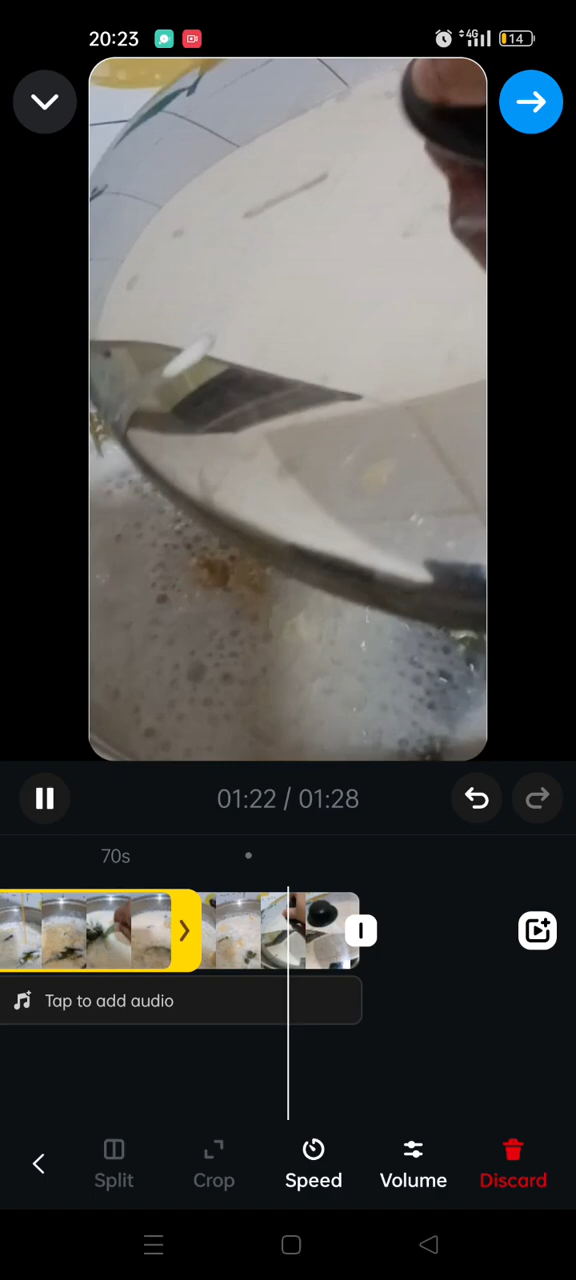 20:23 4G 14
01:22 / 01:28
70s
Tap to add audio
Split Crop Speed Volume Discard